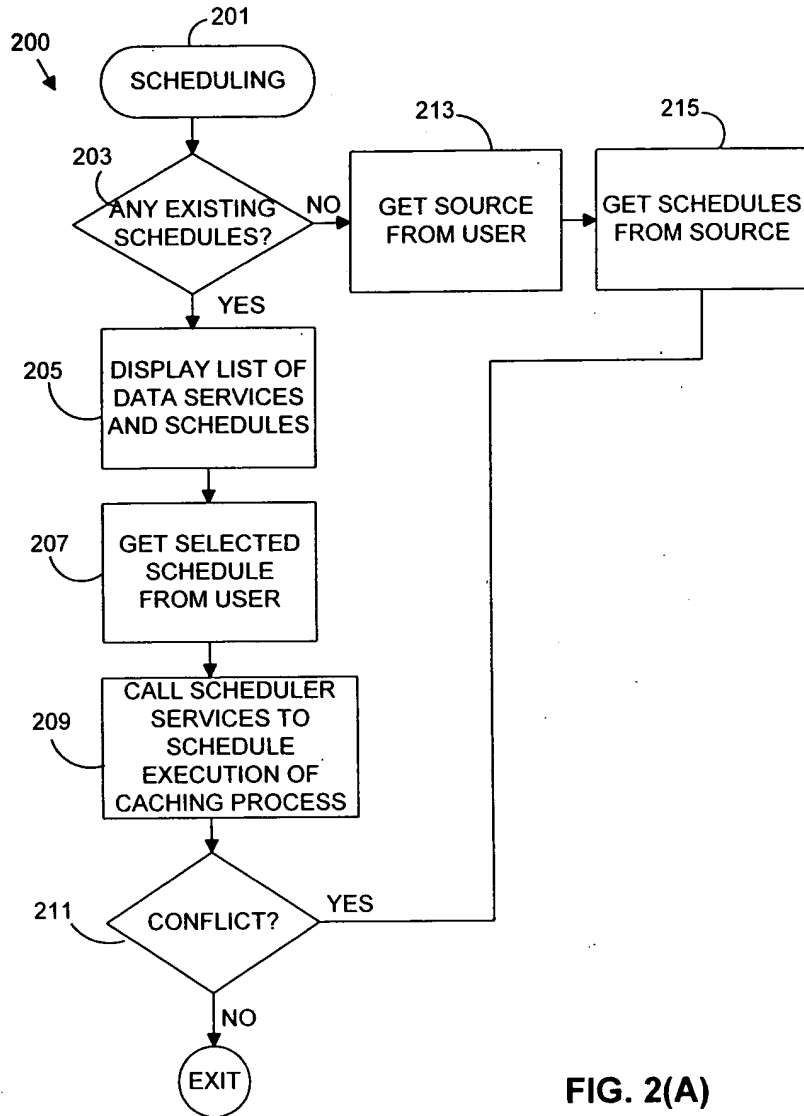 201
200
SCHEDULING
213
215
203
ANY EXISTING
SCHEDULES?
NO
GET SOURCE
FROM USER
GET SCHEDULES
FROM SOURCE
YES
205
DISPLAY LIST OF
DATA SERVICES
AND SCHEDULES
207
GET SELECTED
SCHEDULE
FROM USER
209
CALL SCHEDULER
SERVICES TO
SCHEDULE
EXECUTION OF
CACHING PROCESS
211
CONFLICT?
YES
NO
EXIT
FIG. 2(A)